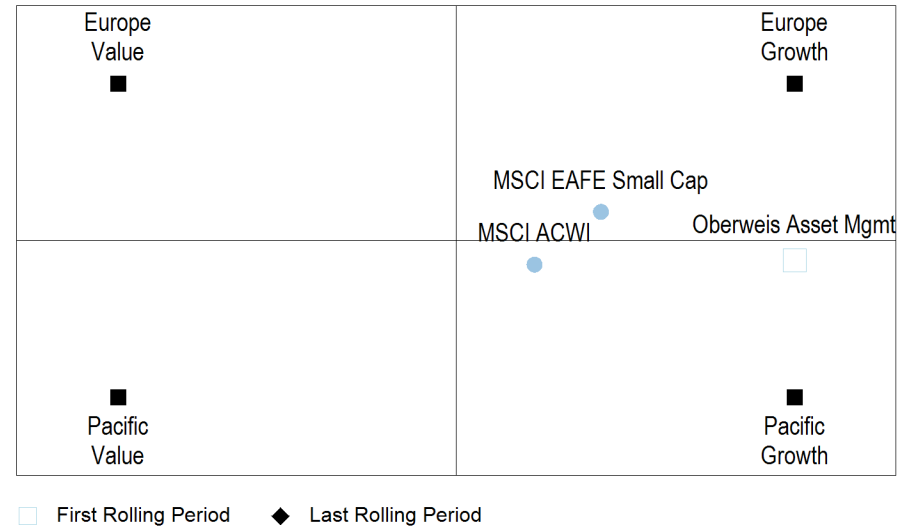 Europe
Value
Europe
Growth
MSCI EAFE Small Cap
MSCI ACWI
Oberweis Asset Mgmt
Pacific
Value
Pacific
Growth
First Rolling Period
Last Rolling Period